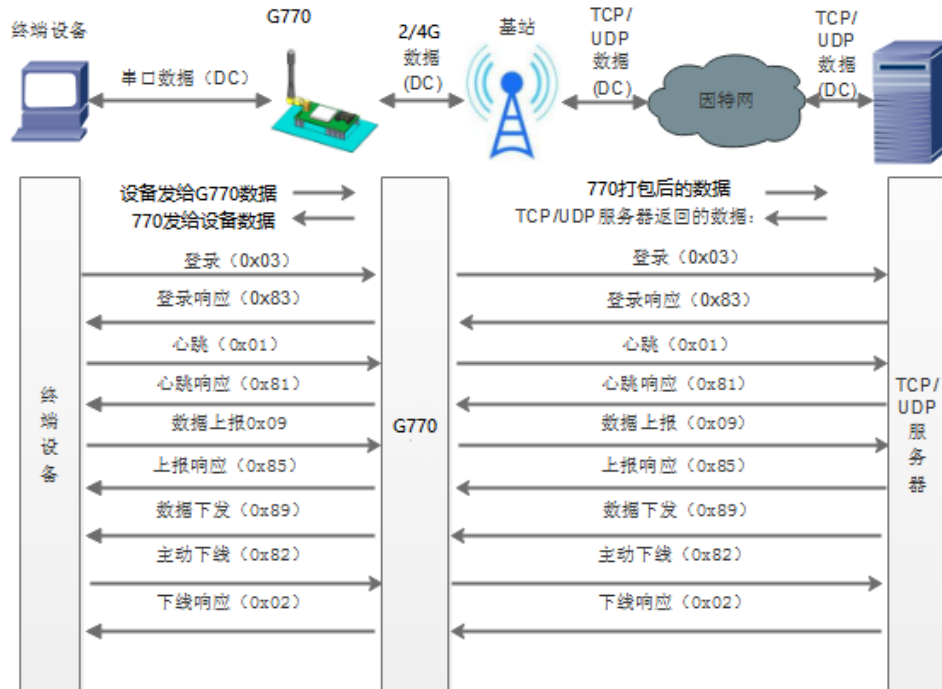 终端设备
G770
2/4G
数据
(DC)
基站
TCP/
UDP
数据
(DC)
TCP/
UDP
数据
(DC)
串口数据（DC）
因特网
设备发给G770数据
770发给设备数据
770打包后的数据
TCP/UDP服务器返回的数据：
登录（0x03）
登录（0x03）
登录响应（0x83）
登录响应（0x83）
心跳（0x01）
心跳（0x01）
心跳响应（0x81）
心跳响应（0x81）
数据上报0x09
数据上报（0x09）
上报响应（0x85）
上报响应（0x85）
数据下发（0x89）
数据下发（0x89）
主动下线（0x82）
主动下线（0x82）
下线响应（0x02）
下线响应（0x02）
终
端
设
备
G770
TCP/
UDP
服
务
器